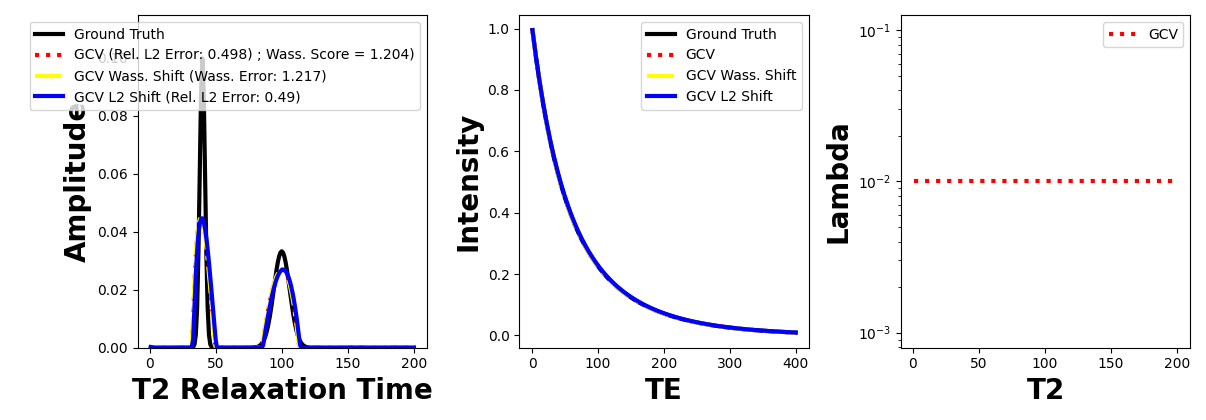 Ground Truth
GCV (Rel. L2 Error: 0.498) ; Wass. Score = 1.204)
GCV Wass. Shift (Wass. Error: 1.217)
GCV L2 Shift (Rel. L2 Error: 0.49)
0.10
0.08
0.06
0.04
0.02
0.00
Amplitude
0 50 100 150 200
T2 Relaxation Time
Ground Truth
GCV
GCV Wass. Shift
GCV L2 Shift
1.0
0.8
0.6
0.4
0.2
0.0
Intensity
0 100 200 300 400
TE
GCV
10⁻¹
10⁻²
10⁻³
Lambda
0 50 100 150 200
T2